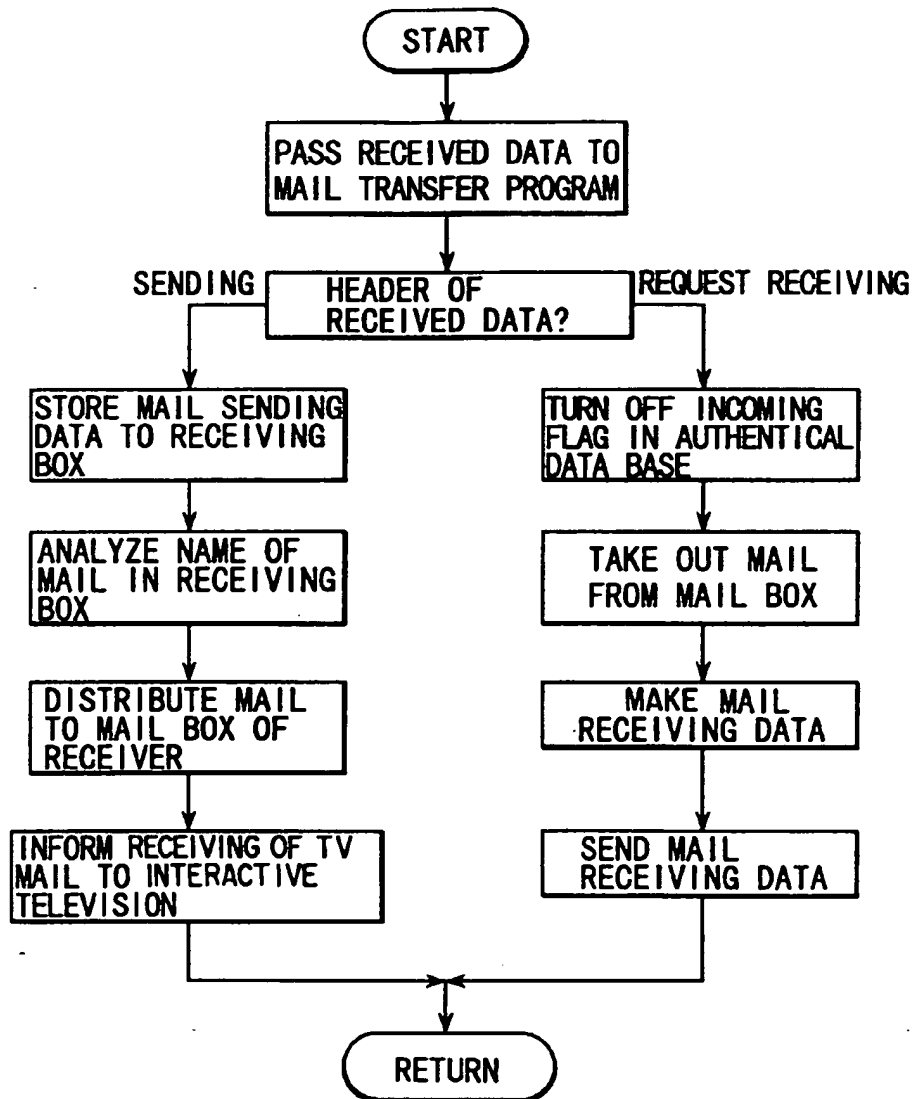 START
PASS RECEIVED DATA TO
MAIL TRANSFER PROGRAM
SENDING
HEADER OF
RECEIVED DATA?
REQUEST RECEIVING
STORE MAIL SENDING
DATA TO RECEIVING
BOX
ANALYZE NAME OF
MAIL IN RECEIVING
BOX
DISTRIBUTE MAIL
TO MAIL BOX OF
RECEIVER
INFORM RECEIVING OF TV
MAIL TO INTERACTIVE
TELEVISION
TURN OFF INCOMING
FLAG IN AUTHENTICAL
DATA BASE
TAKE OUT MAIL
FROM MAIL BOX
MAKE MAIL
RECEIVING DATA
SEND MAIL
RECEIVING DATA
RETURN